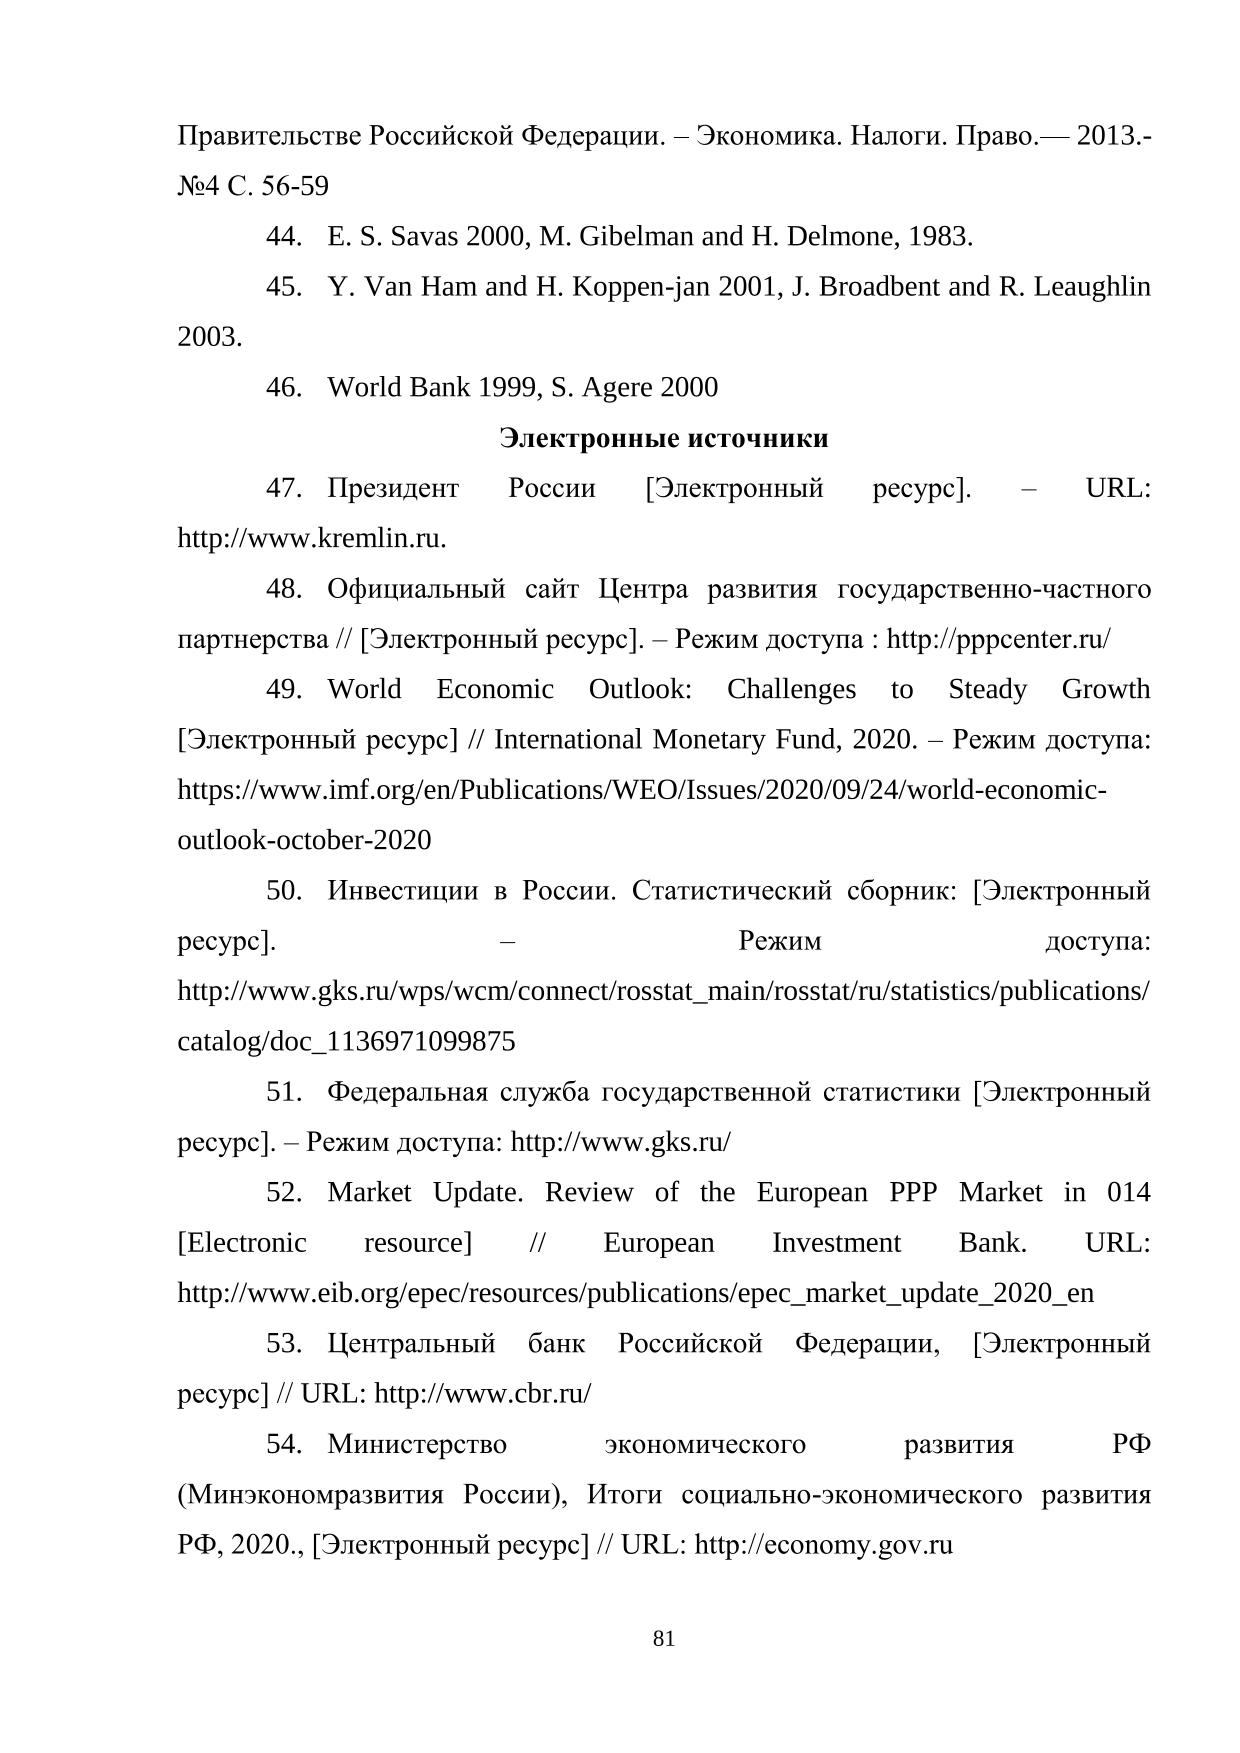 Правительстве Российской Федерации. – Экономика. Налоги. Право.— 2013.-
№4 С. 56-59
44. E. S. Savas 2000, M. Gibelman and H. Delmone, 1983.
45. Y. Van Ham and H. Koppen-jan 2001, J. Broadbent and R. Leaughlin
2003.
46. World Bank 1999, S. Agere 2000
Электронные источники
47. Президент России [Электронный ресурс]. – URL:
http://www.kremlin.ru.
48. Официальный сайт Центра развития государственно-частного
партнерства // [Электронный ресурс]. – Режим доступа : http://pppcenter.ru/
49. World Economic Outlook: Challenges to Steady Growth
[Электронный ресурс] // International Monetary Fund, 2020. – Режим доступа:
https://www.imf.org/en/Publications/WEO/Issues/2020/09/24/world-economic-
outlook-october-2020
50. Инвестиции в России. Статистический сборник: [Электронный
ресурс]. – Режим доступа:
http://www.gks.ru/wps/wcm/connect/rosstat_main/rosstat/ru/statistics/publications/
catalog/doc_1136971099875
51. Федеральная служба государственной статистики [Электронный
ресурс]. – Режим доступа: http://www.gks.ru/
52. Market Update. Review of the European PPP Market in 014
[Electronic resource] // European Investment Bank. URL:
http://www.eib.org/epec/resources/publications/epec_market_update_2020_en
53. Центральный банк Российской Федерации, [Электронный
ресурс] // URL: http://www.cbr.ru/
54. Министерство экономического развития РФ
(Минэкономразвития России), Итоги социально-экономического развития
РФ, 2020., [Электронный ресурс] // URL: http://economy.gov.ru
81